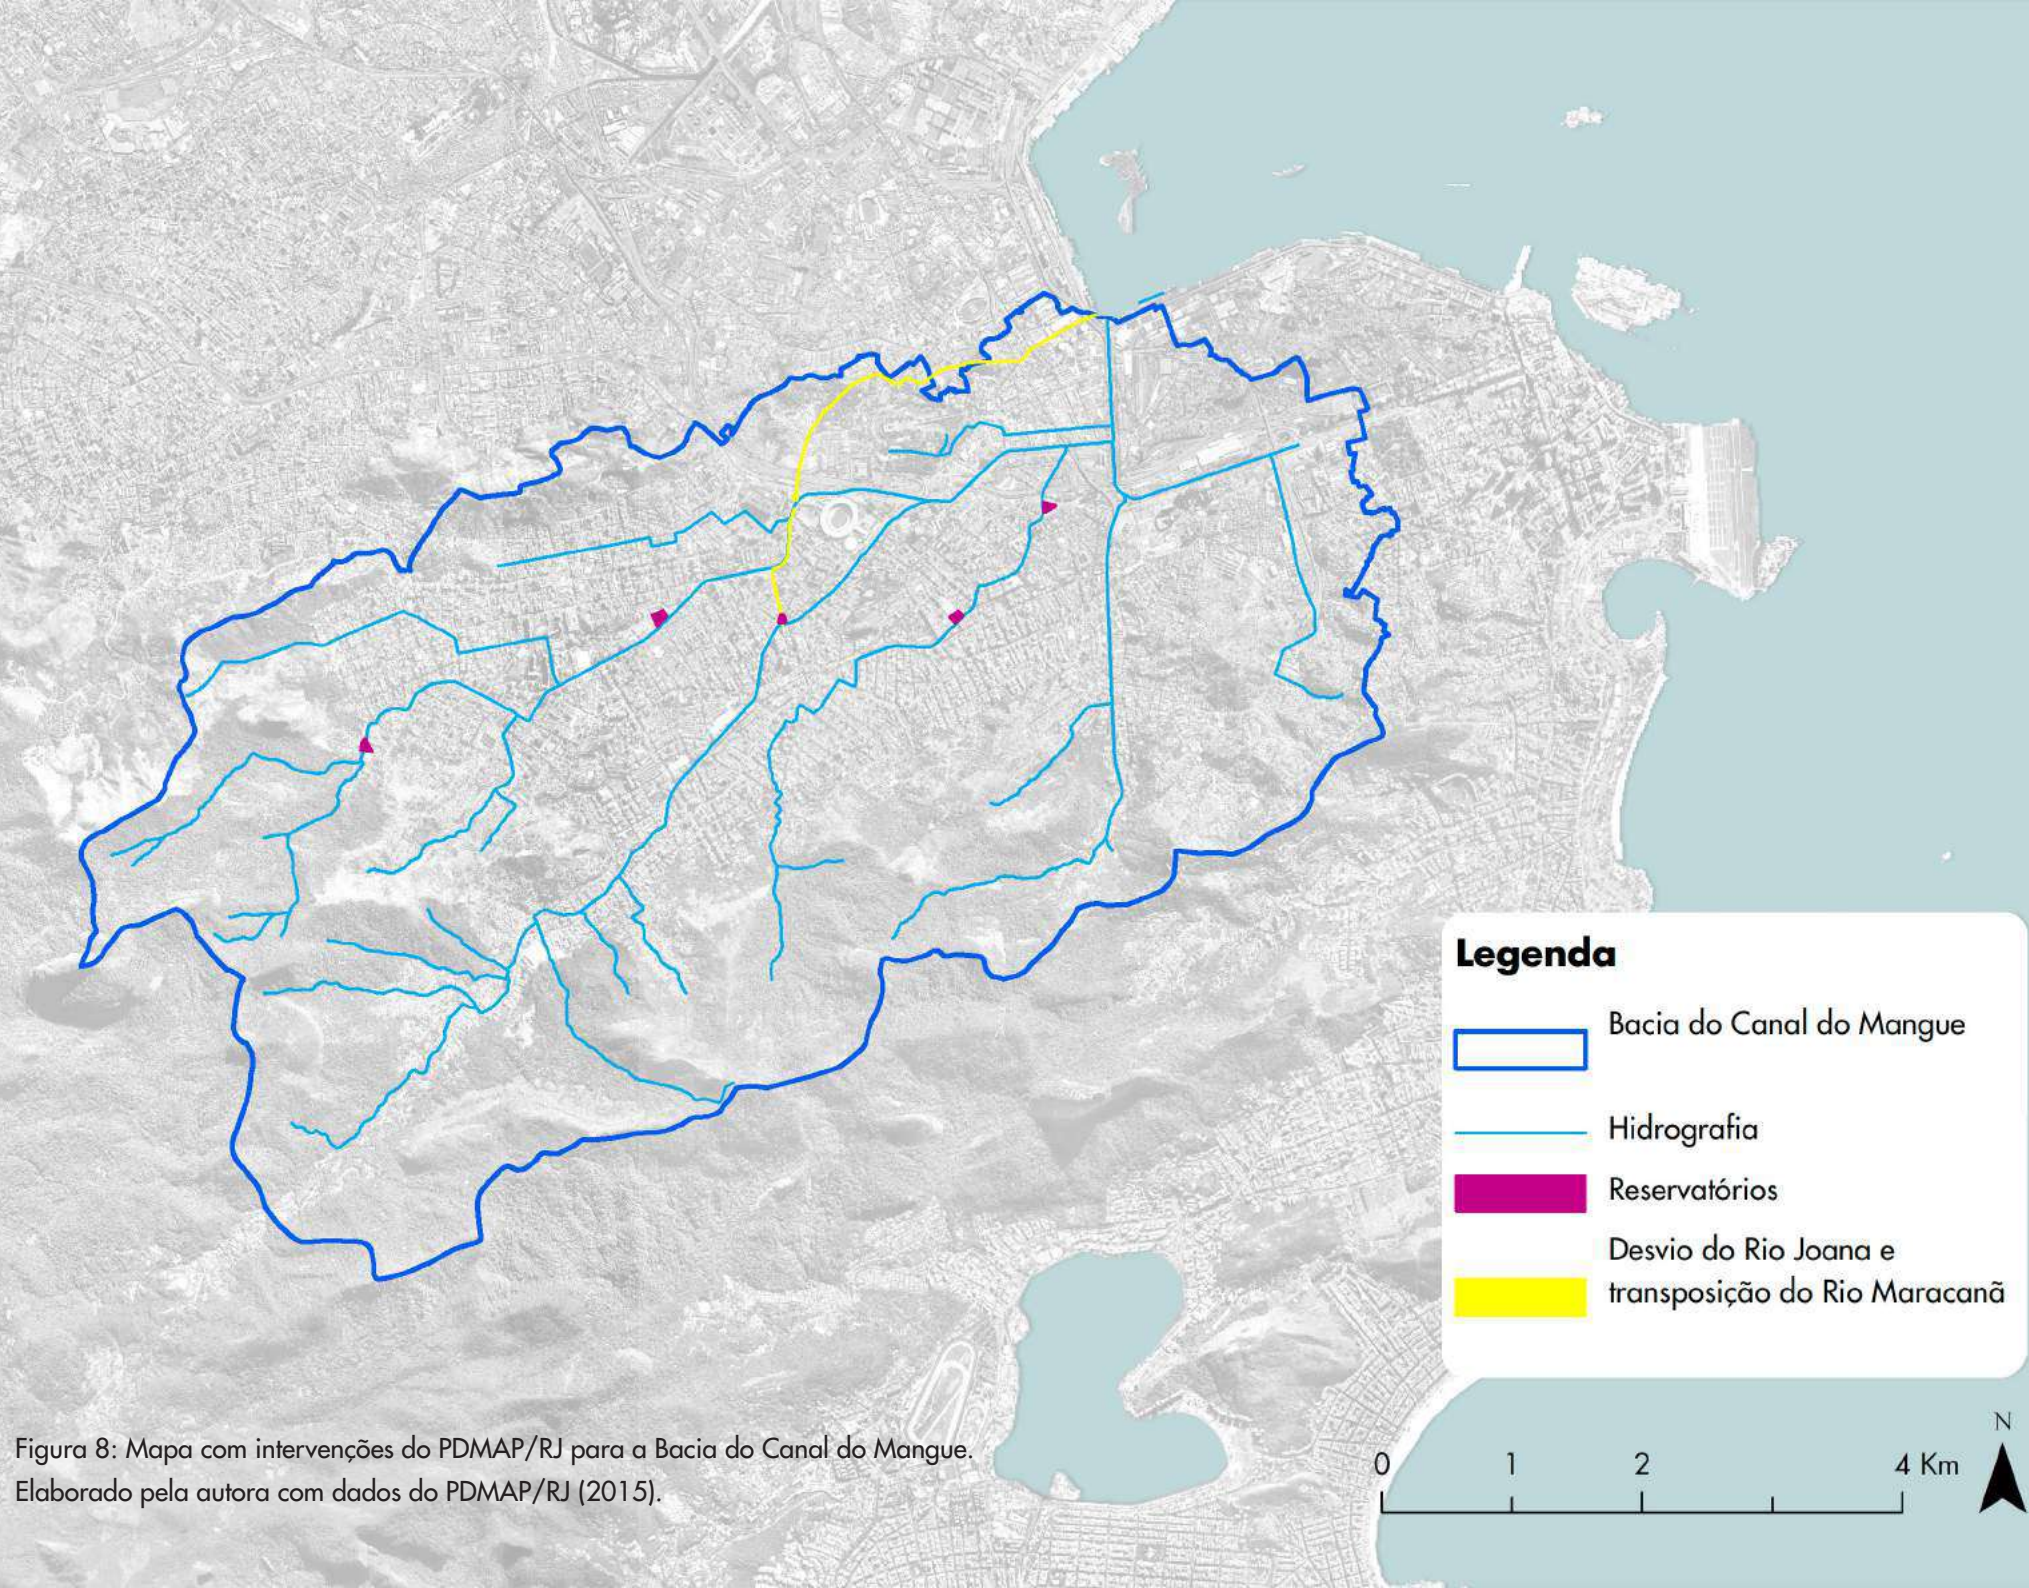 Legenda
Bacia do Canal do Mangue
Hidrografia
Reservatórios
Desvio do Rio Joana e
transposição do Rio Maracanã
N
0 1 2 4 Km
Figura 8: Mapa com intervenções do PDMAP/RJ para a Bacia do Canal do Mangue.
Elaborado pela autora com dados do PDMAP/RJ (2015).